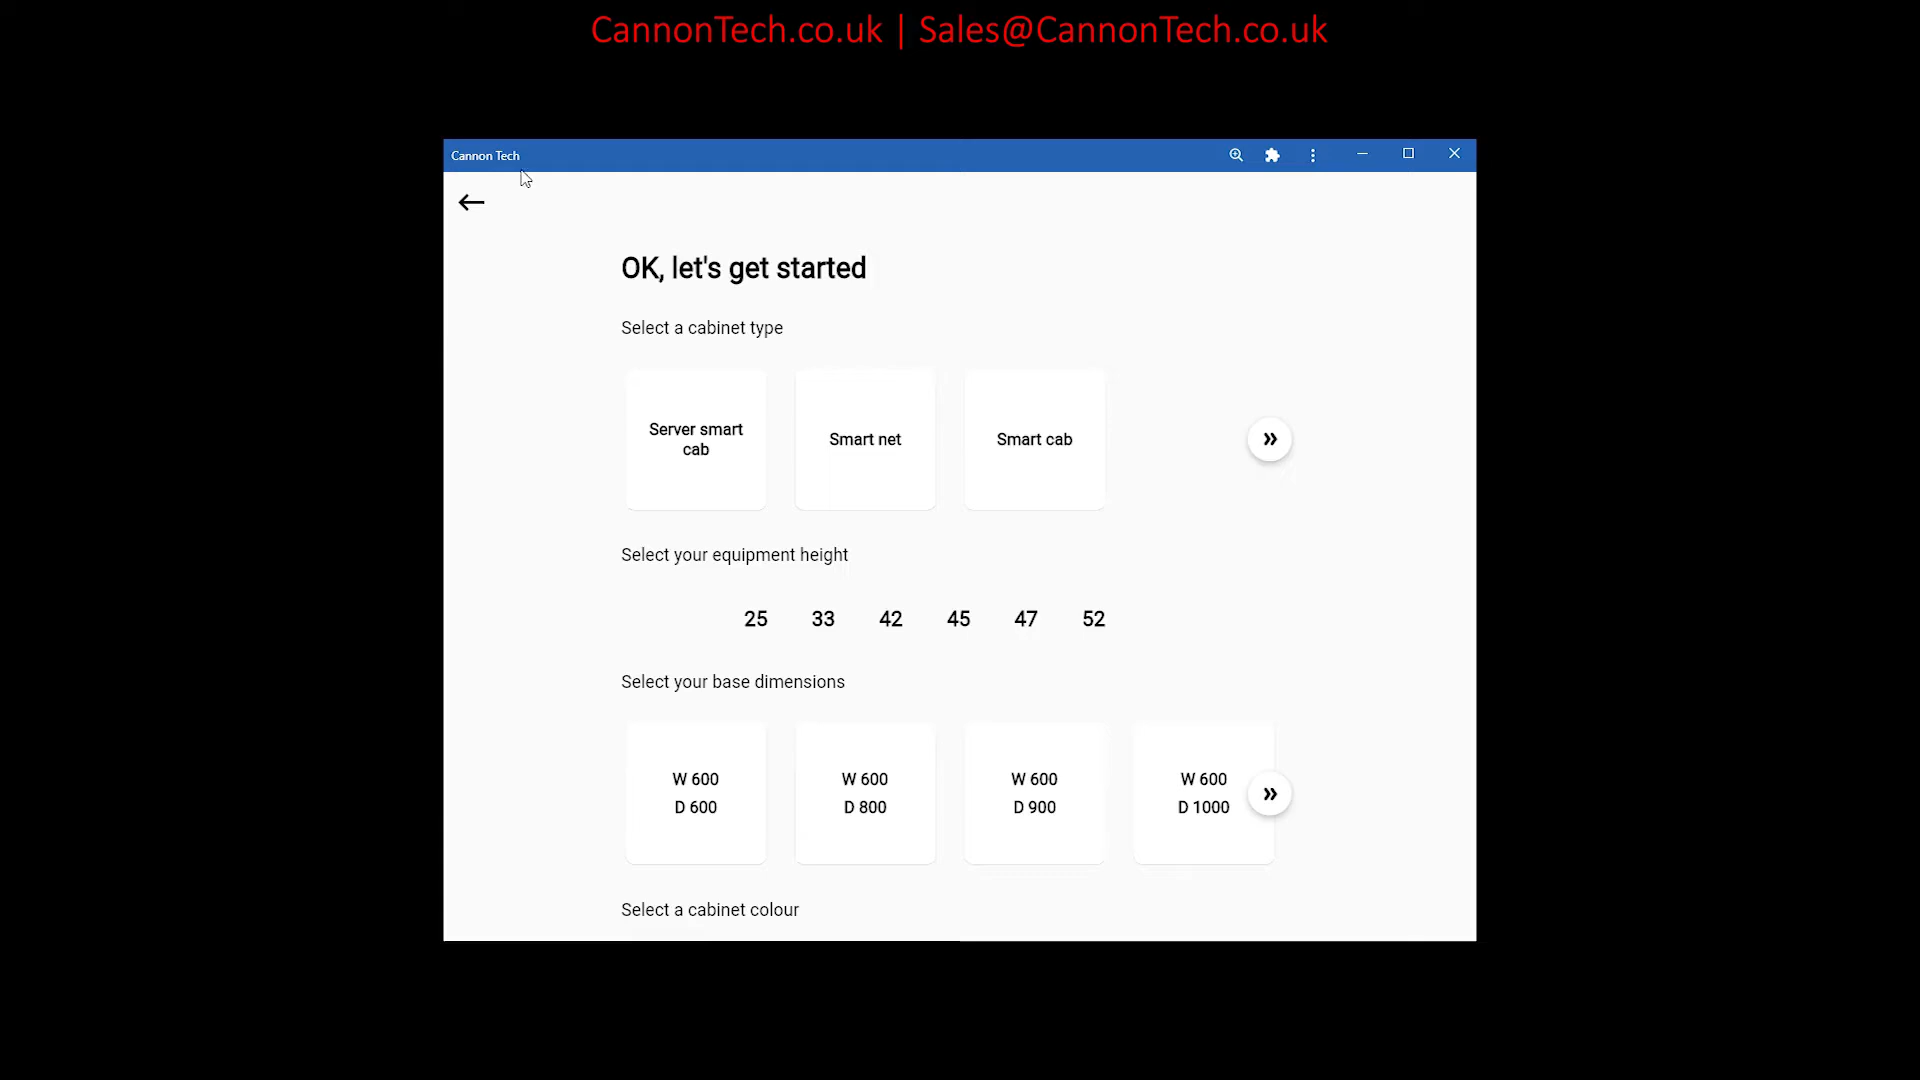 CannonTech.co.uk | Sales@CannonTech.co.uk
Cannon Tech
OK, let's get started
Select a cabinet type
Server smart
cab
Smart net
Smart cab
»
Select your equipment height
25 33 42 45 47 52
Select your base dimensions
W 600
D 600
W 600
D 800
W 600
D 900
W 600
D 1000
»
Select a cabinet colour